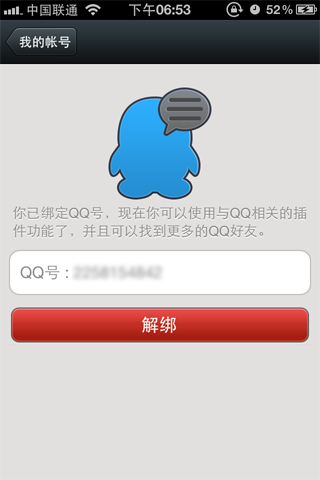 中国联通 下午06:53 52%
我的帐号
你已绑定QQ号，现在你可以使用与QQ相关的插
件功能了，并且可以找到更多的QQ好友。
QQ号 :
解绑